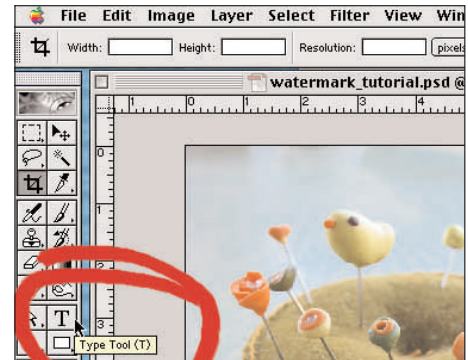 File Edit Image Layer Select Filter View Win
Width: Height: Resolution: pixels
watermark_tutorial.psd @
1 0 1 2 3 4
0
1
2
3
T
Type Tool (T)